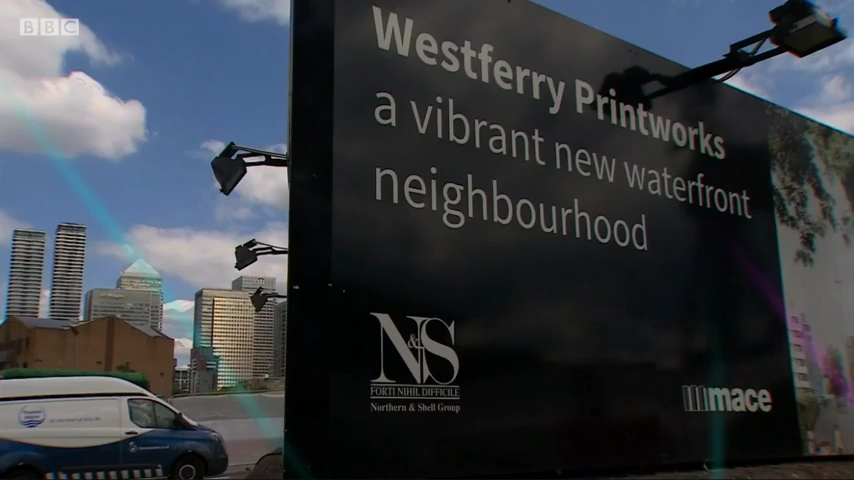 BBC
Westferry Printworks
a vibrant new waterfront
neighbourhood
N&S
FORTI NIHIL DIFFICILE
Northern & Shell Group
mace